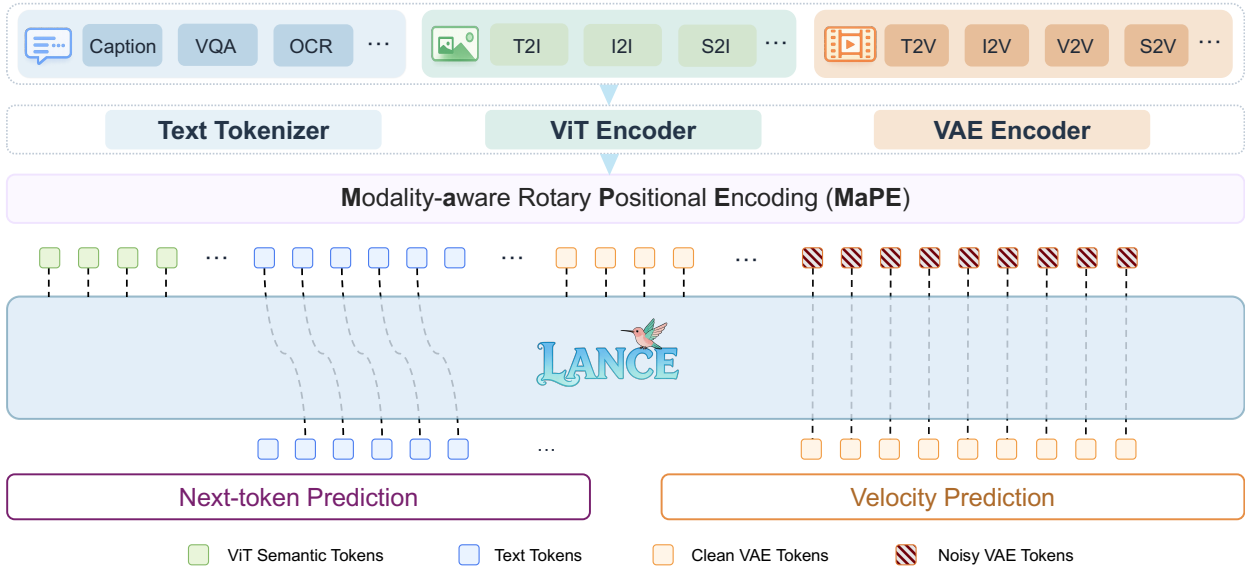 Caption VQA OCR ... T2I I2I S2I ... T2V I2V V2V S2V ...
Text Tokenizer ViT Encoder VAE Encoder
Modality-aware Rotary Positional Encoding (MaPE)
... ... ...
LANCE
...
Next-token Prediction Velocity Prediction
ViT Semantic Tokens Text Tokens Clean VAE Tokens Noisy VAE Tokens